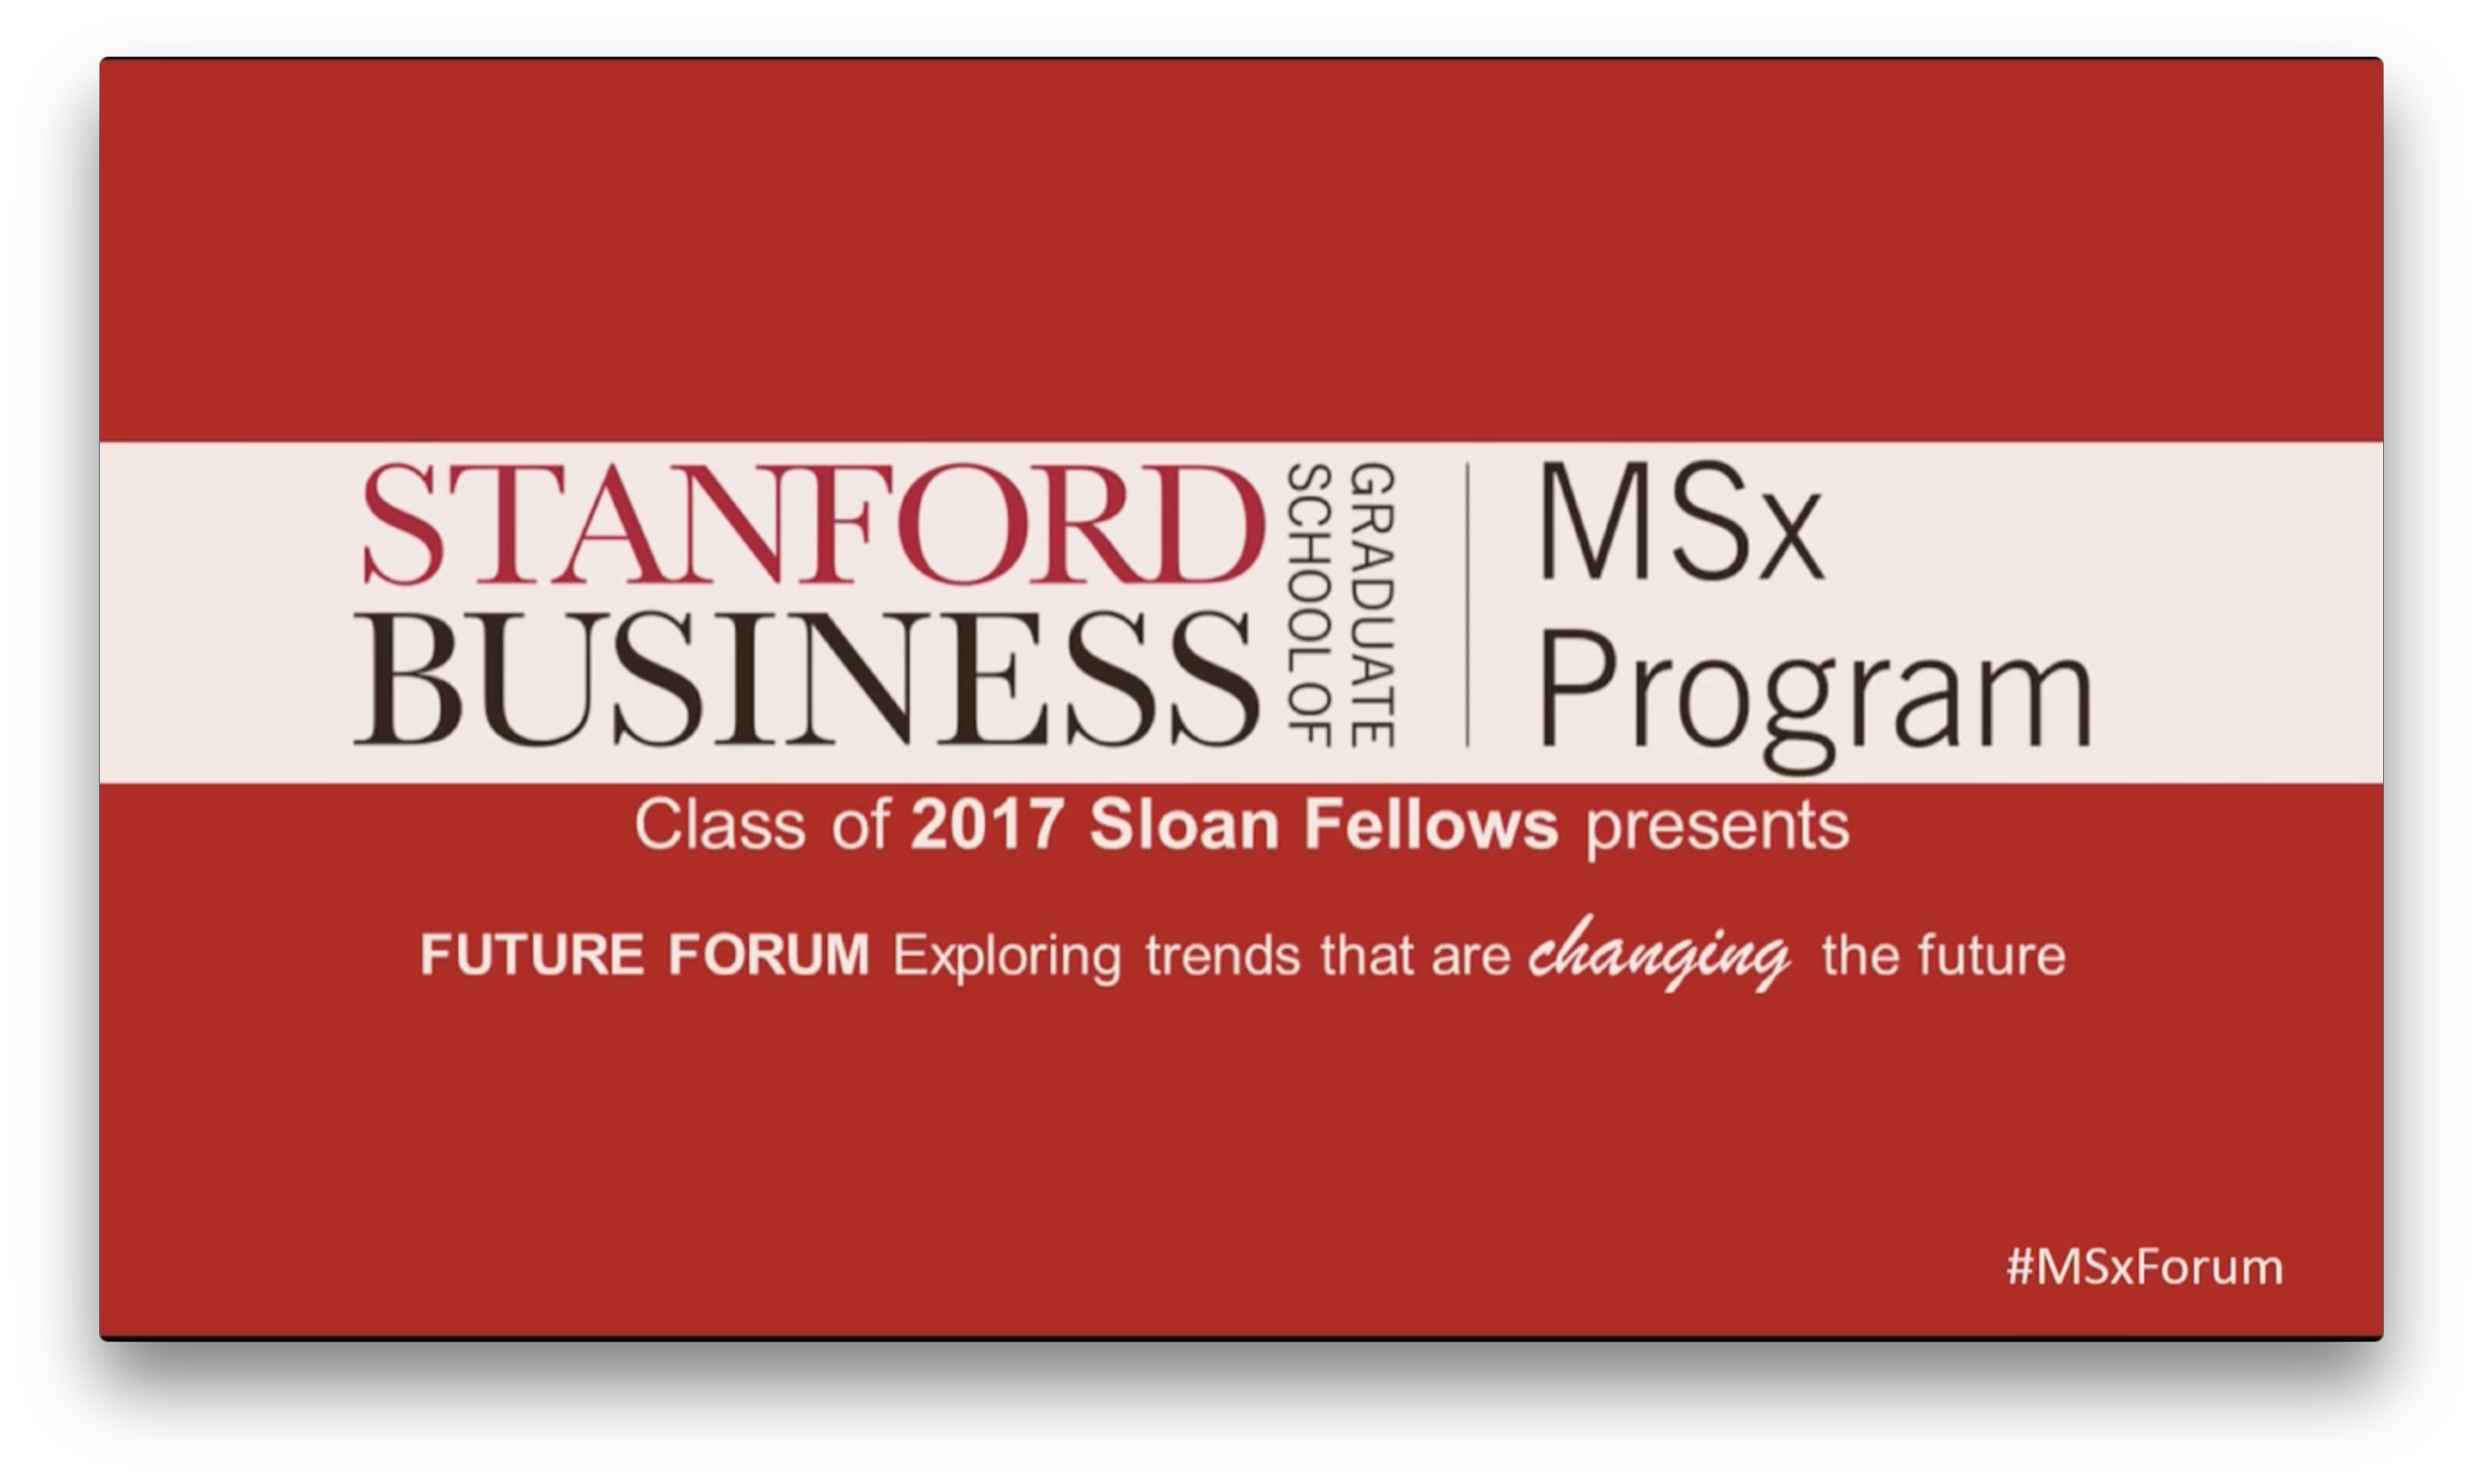 STANFORD
BUSINESS
GRADUATE
SCHOOL OF
MSx
Program
Class of 2017 Sloan Fellows presents
FUTURE FORUM Exploring trends that are changing the future
#MSxForum